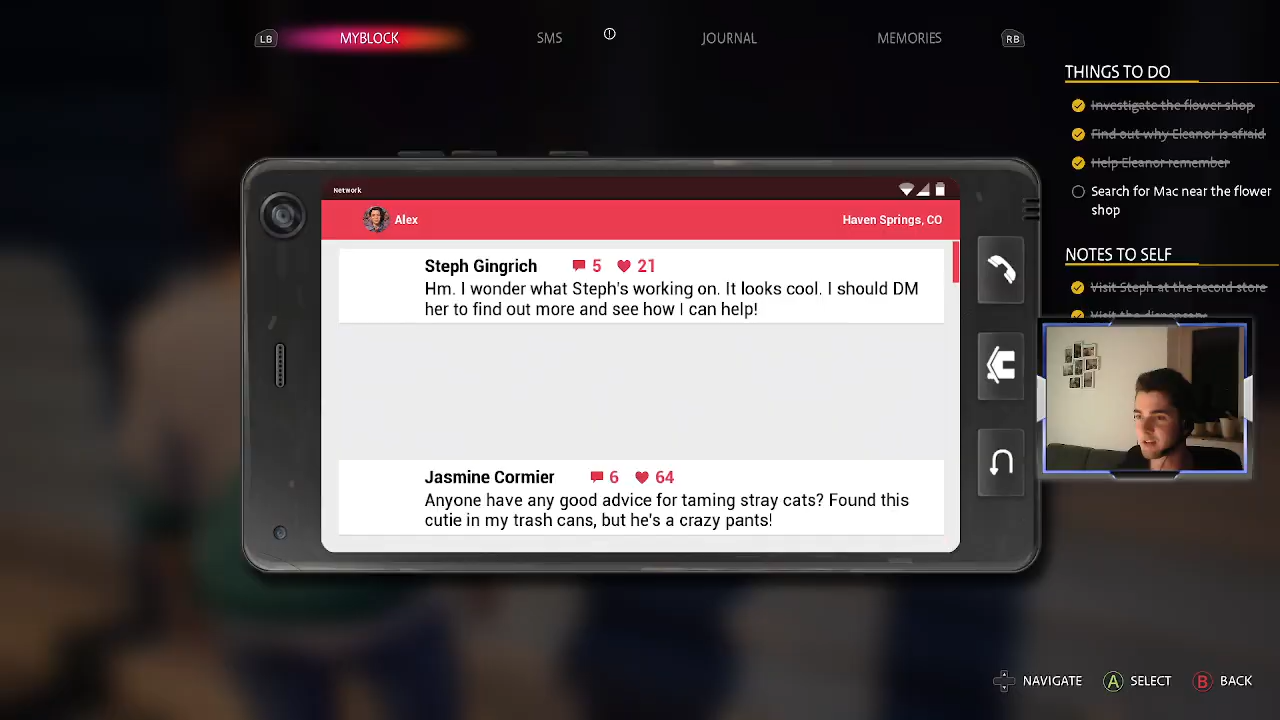 LB
MYBLOCK
SMS
JOURNAL
MEMORIES
RB
THINGS TO DO
Investigate the flower shop
Find out why Eleanor is afraid
Help Eleanor remember
Search for Mac near the flower
shop
NOTES TO SELF
Visit Steph at the record store
Visit the dispensary
Network
Alex
Haven Springs, CO
Steph Gingrich 5 21
Hm. I wonder what Steph's working on. It looks cool. I should DM
her to find out more and see how I can help!
Jasmine Cormier 6 64
Anyone have any good advice for taming stray cats? Found this
cutie in my trash cans, but he's a crazy pants!
NAVIGATE
A SELECT
B BACK